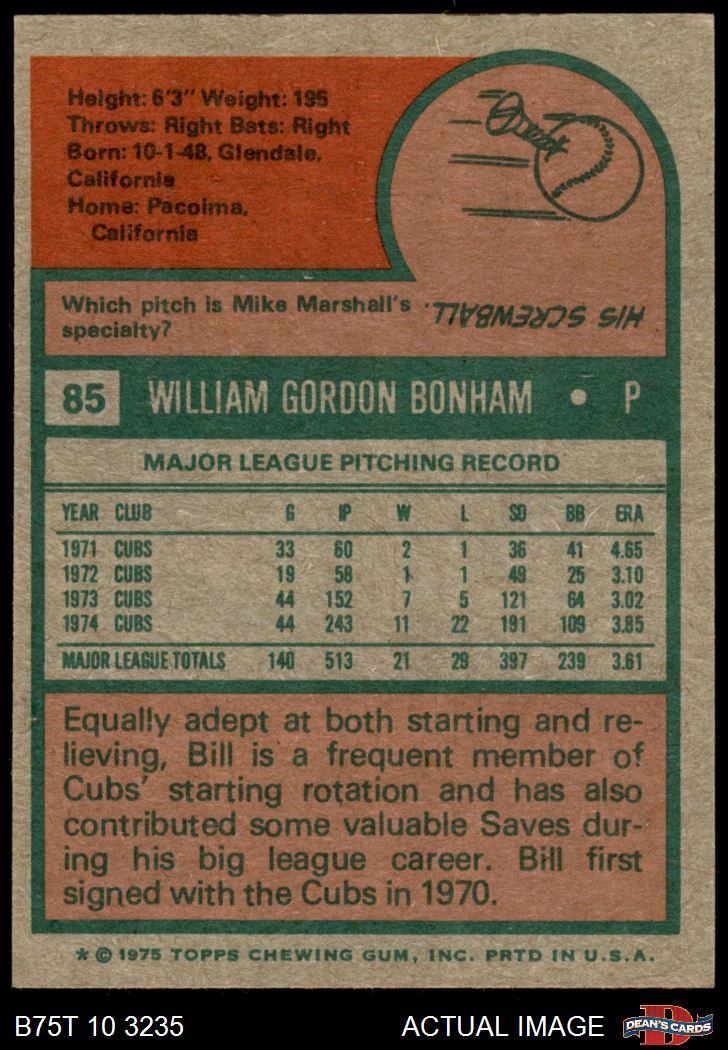 Height: 6'3" Weight: 195
Throws: Right Bats: Right
Born: 10-1-48, Glendale,
California
Home: Pacoima,
California
Which pitch is Mike Marshall's
specialty?
HIS SCREWBALL.
85 WILLIAM GORDON BONHAM • P
MAJOR LEAGUE PITCHING RECORD
YEAR CLUB G IP W L SO BB ERA
1971 CUBS 33 60 2 1 36 41 4.65
1972 CUBS 19 58 1 1 49 25 3.10
1973 CUBS 44 152 7 5 121 64 3.02
1974 CUBS 44 243 11 22 191 109 3.85
MAJOR LEAGUE TOTALS 140 513 21 29 397 239 3.61
Equally adept at both starting and re-
lieving, Bill is a frequent member of
Cubs' starting rotation and has also
contributed some valuable Saves dur-
ing his big league career. Bill first
signed with the Cubs in 1970.
* © 1975 TOPPS CHEWING GUM, INC. PRTD IN U.S.A.
B75T 10 3235 ACTUAL IMAGE
DEAN'S CARDS